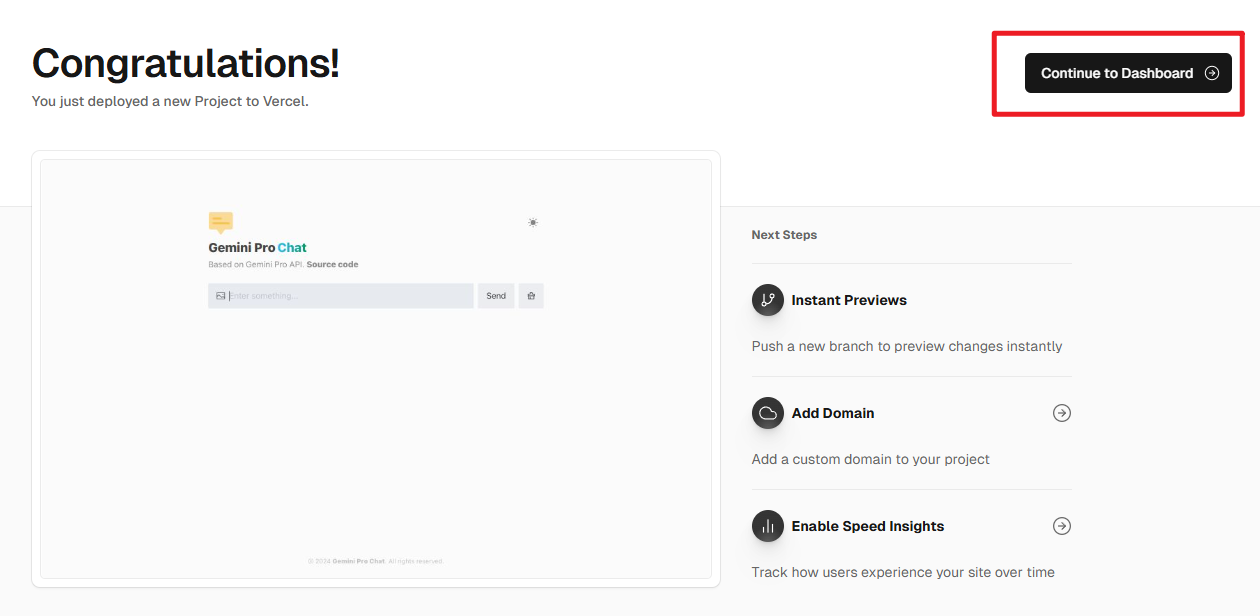 Congratulations!
You just deployed a new Project to Vercel.
Continue to Dashboard
Gemini Pro Chat
Based on Gemini Pro API. Source code
Enter something...
Send
© 2024 Gemini Pro Chat. All rights reserved.
Next Steps
Instant Previews
Push a new branch to preview changes instantly
Add Domain
Add a custom domain to your project
Enable Speed Insights
Track how users experience your site over time